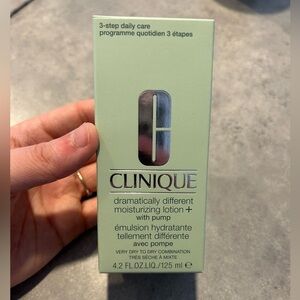 3-step daily care
programme quotidien 3 étapes
CLINIQUE
dramatically different
moisturizing lotion +
with pump
émulsion hydratante
tellement différente
avec pompe
VERY DRY TO DRY COMBINATION
TRÈS SÈCHE À MIXTE
4.2 FL.OZ.LIQ./125 ml e